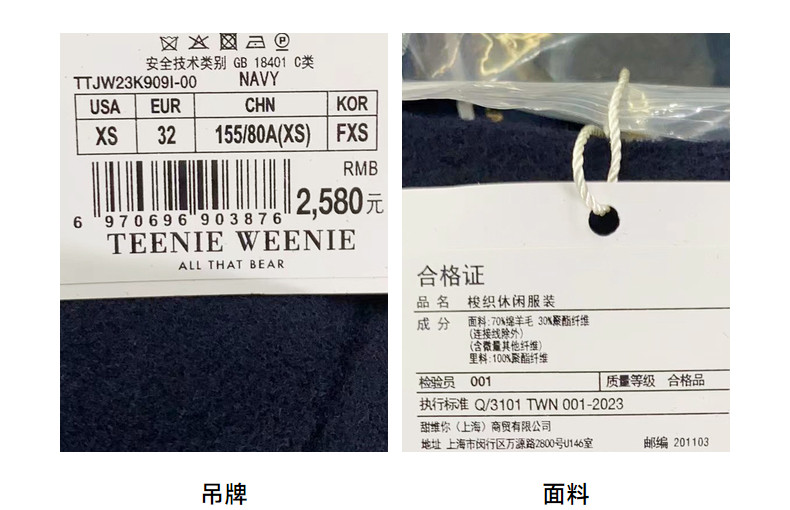 安全技术类别 GB 18401 C类
TTJW23K909I-00 NAVY
USA EUR CHN KOR
XS 32 155/80A(XS) FXS
RMB
2,580元
6 970696 903876
TEENIE WEENIE
ALL THAT BEAR
合格证
品名 梭织休闲服装
成分 面料:70%绵羊毛 30%聚酯纤维
(连接线除外)
(含微量其他纤维)
里料:100%聚酯纤维
检验员 001 质量等级 合格品
执行标准 Q/3101 TWN 001-2023
甜维你（上海）商贸有限公司
地址 上海市闵行区万源路2800号U146室 邮编 201103
吊牌
面料